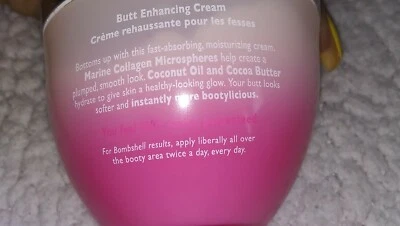 Butt Enhancing Cream
Crème rehaussante pour les fesses
Bottoms up with this fast-absorbing, moisturizing cream.
Marine Collagen Microspheres help create a
plumped, smooth look. Coconut Oil and Cocoa Butter
hydrate to give skin a healthy-looking glow. Your butt looks
softer and instantly more bootylicious.
For Bombshell results, apply liberally all over
the booty area twice a day, every day.